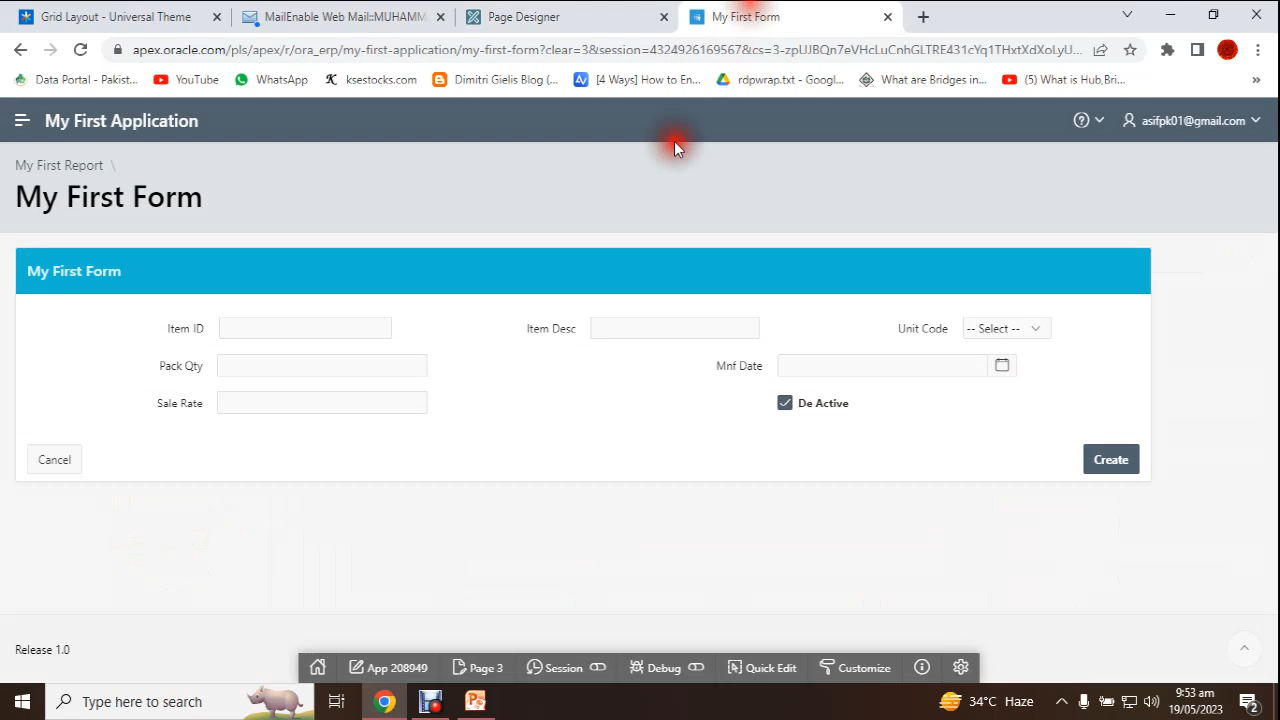 Grid Layout - Universal Theme
MailEnable Web Mail::MUHAMM
Page Designer
My First Form
apex.oracle.com/pls/apex/r/ora_erp/my-first-application/my-first-form?clear=3&session=4324926169567&cs=
Data Portal - Pakist...
YouTube
WhatsApp
ksestocks.com
Dimitri Gielis Blog (...
[4 Ways] How to En...
rdpwrap.txt - Googl...
What are Bridges in...
(5) What is Hub,Bri...
»
My First Application
asifpk01@gmail.com
My First Report \
My First Form
My First Form
Item ID
Item Desc
Unit Code
-- Select --
Pack Qty
Mnf Date
Sale Rate
De Active
Cancel
Create
Release 1.0
App 208949
Page 3
Session
Debug
Quick Edit
Customize
Type here to search
34°C Haze
9:53 am
19/05/2023
2